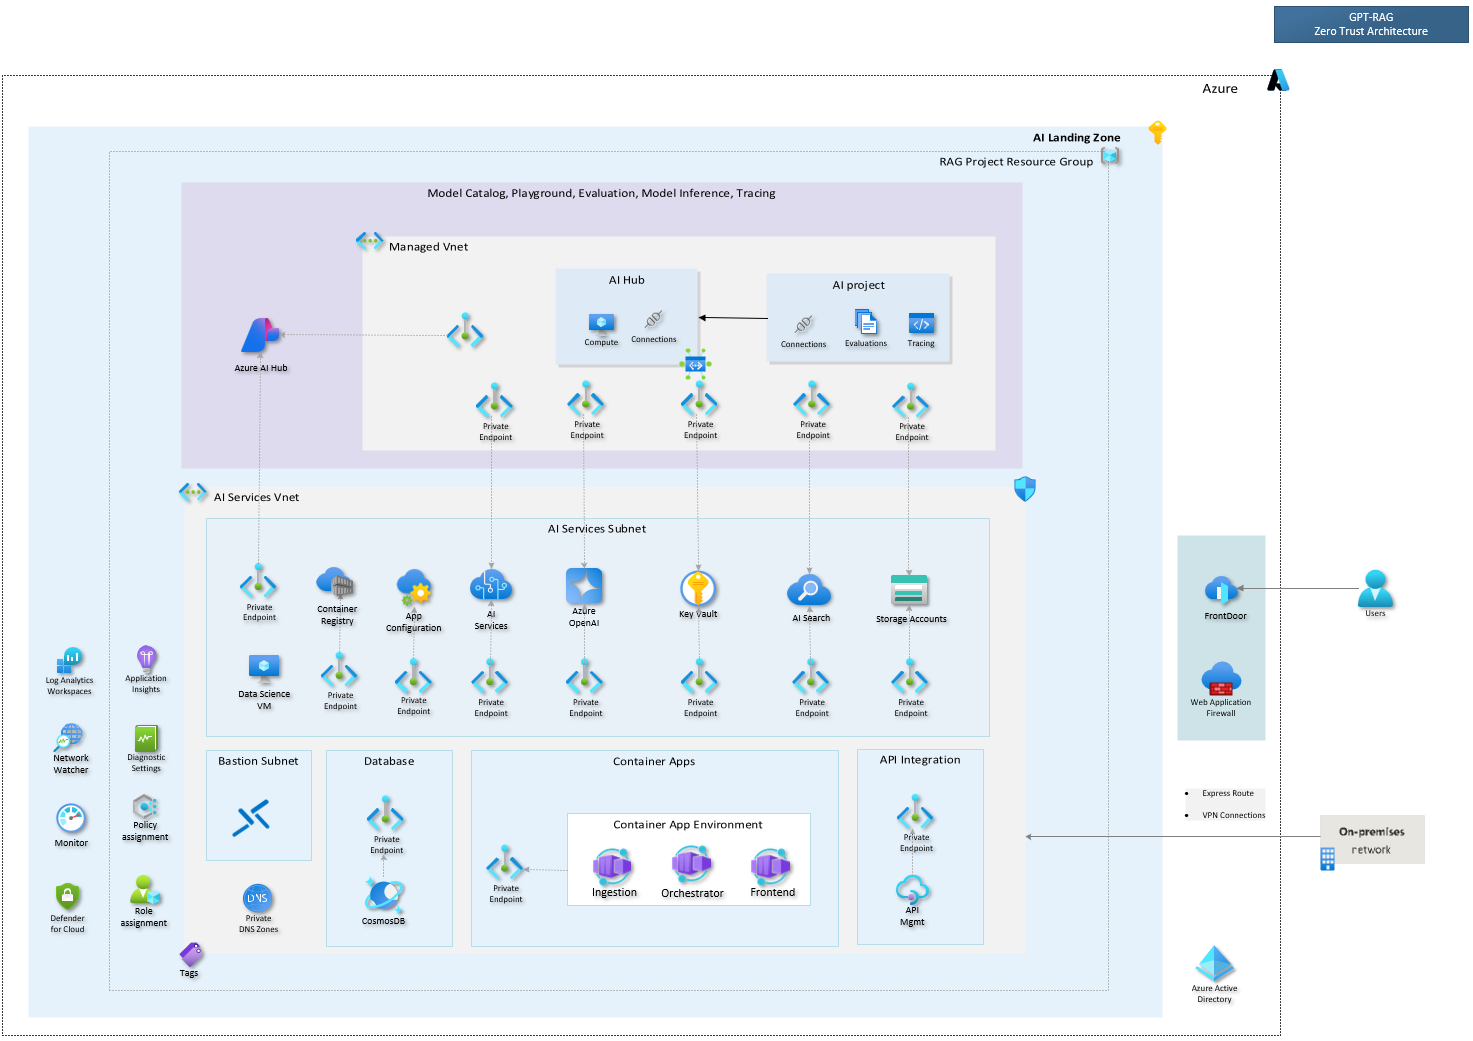 GPT-RAG
Zero Trust Architecture
Azure
AI Landing Zone
RAG Project Resource Group
Model Catalog, Playground, Evaluation, Model Inference, Tracing
Managed Vnet
AI Hub
Compute
Connections
AI project
Connections
Evaluations
Tracing
Azure AI Hub
Private
Endpoint
Private
Endpoint
Private
Endpoint
Private
Endpoint
Private
Endpoint
AI Services Vnet
AI Services Subnet
Private
Endpoint
Container
Registry
App
Configuration
AI
Services
Azure
OpenAI
Key Vault
AI Search
Storage Accounts
Data Science
VM
Private
Endpoint
Private
Endpoint
Private
Endpoint
Private
Endpoint
Private
Endpoint
Private
Endpoint
Private
Endpoint
Log Analytics
Workspaces
Application
Insights
Network
Watcher
Diagnostic
Settings
Monitor
Policy
assignment
Defender
for Cloud
Role
assignment
Bastion Subnet
Private
DNS Zones
DNS
Tags
Database
Private
Endpoint
CosmosDB
Container Apps
Private
Endpoint
Container App Environment
Ingestion
Orchestrator
Frontend
API Integration
Private
Endpoint
API
Mgmt
FrontDoor
Web Application
Firewall
Users
• Express Route
• VPN Connections
On-premises
network
Azure Active
Directory